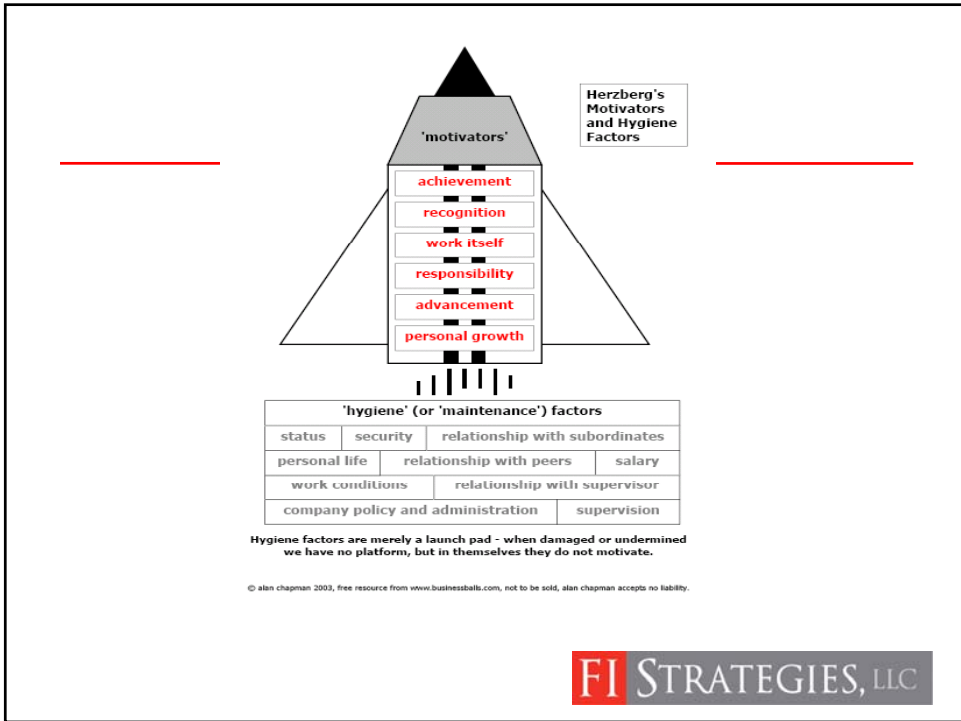 Herzberg's
Motivators
and Hygiene
Factors
'motivators'
achievement
recognition
work itself
responsibility
advancement
personal growth
'hygiene' (or 'maintenance') factors
status security relationship with subordinates
personal life relationship with peers salary
work conditions relationship with supervisor
company policy and administration supervision
Hygiene factors are merely a launch pad - when damaged or undermined
we have no platform, but in themselves they do not motivate.
© alan chapman 2003, free resource from www.businessballs.com, not to be sold, alan chapman accepts no liability.
FI STRATEGIES, LLC